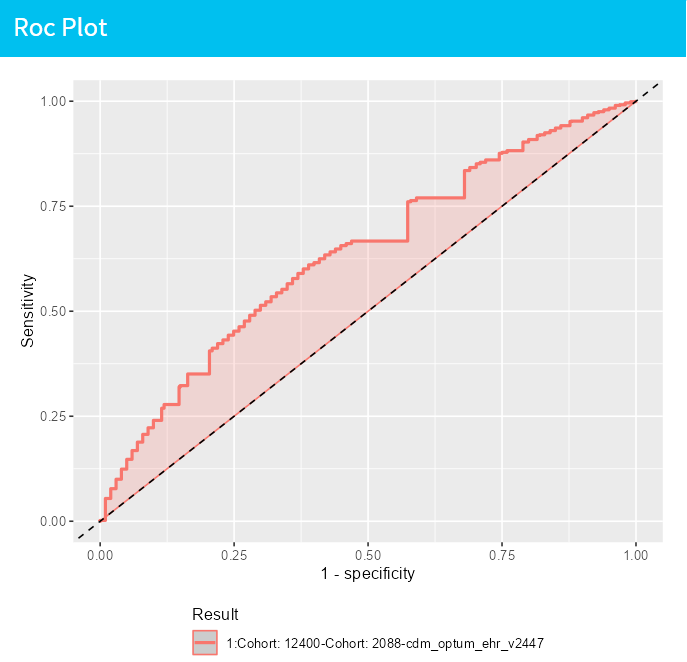 Roc Plot
1.00
0.75
0.50
0.25
0.00
Sensitivity
0.00 0.25 0.50 0.75 1.00
1 - specificity
Result
1:Cohort: 12400-Cohort: 2088-cdm_optum_ehr_v2447